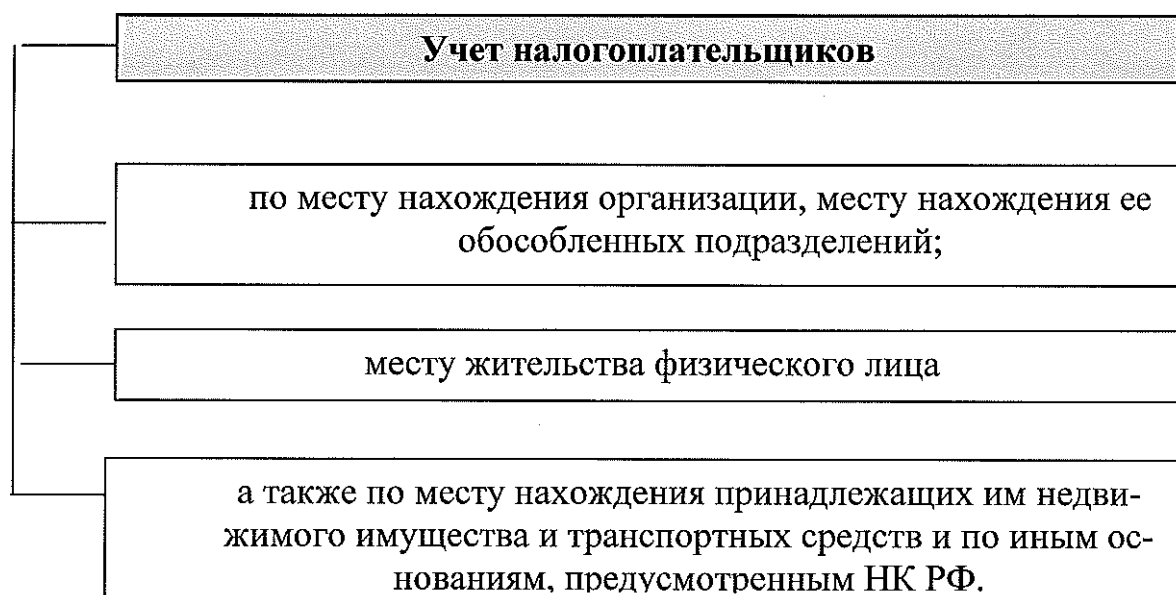 Учет налогоплательщиков
по месту нахождения организации, месту нахождения ее
обособленных подразделений;
месту жительства физического лица
а также по месту нахождения принадлежащих им недви-
жимого имущества и транспортных средств и по иным ос-
нованиям, предусмотренным НК РФ.